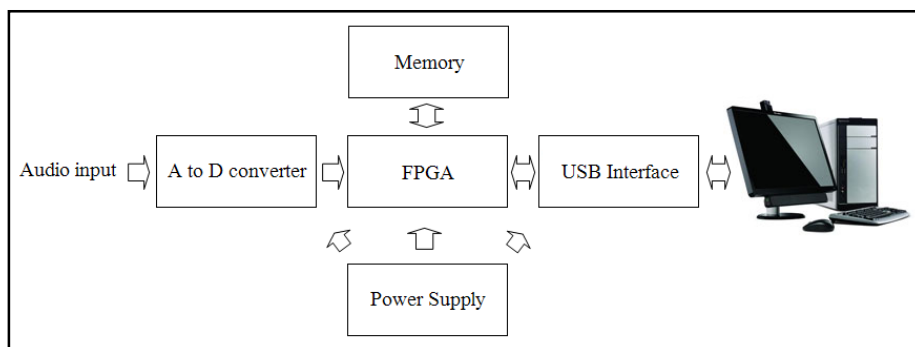 Memory
Audio input
A to D converter
FPGA
USB Interface
Power Supply